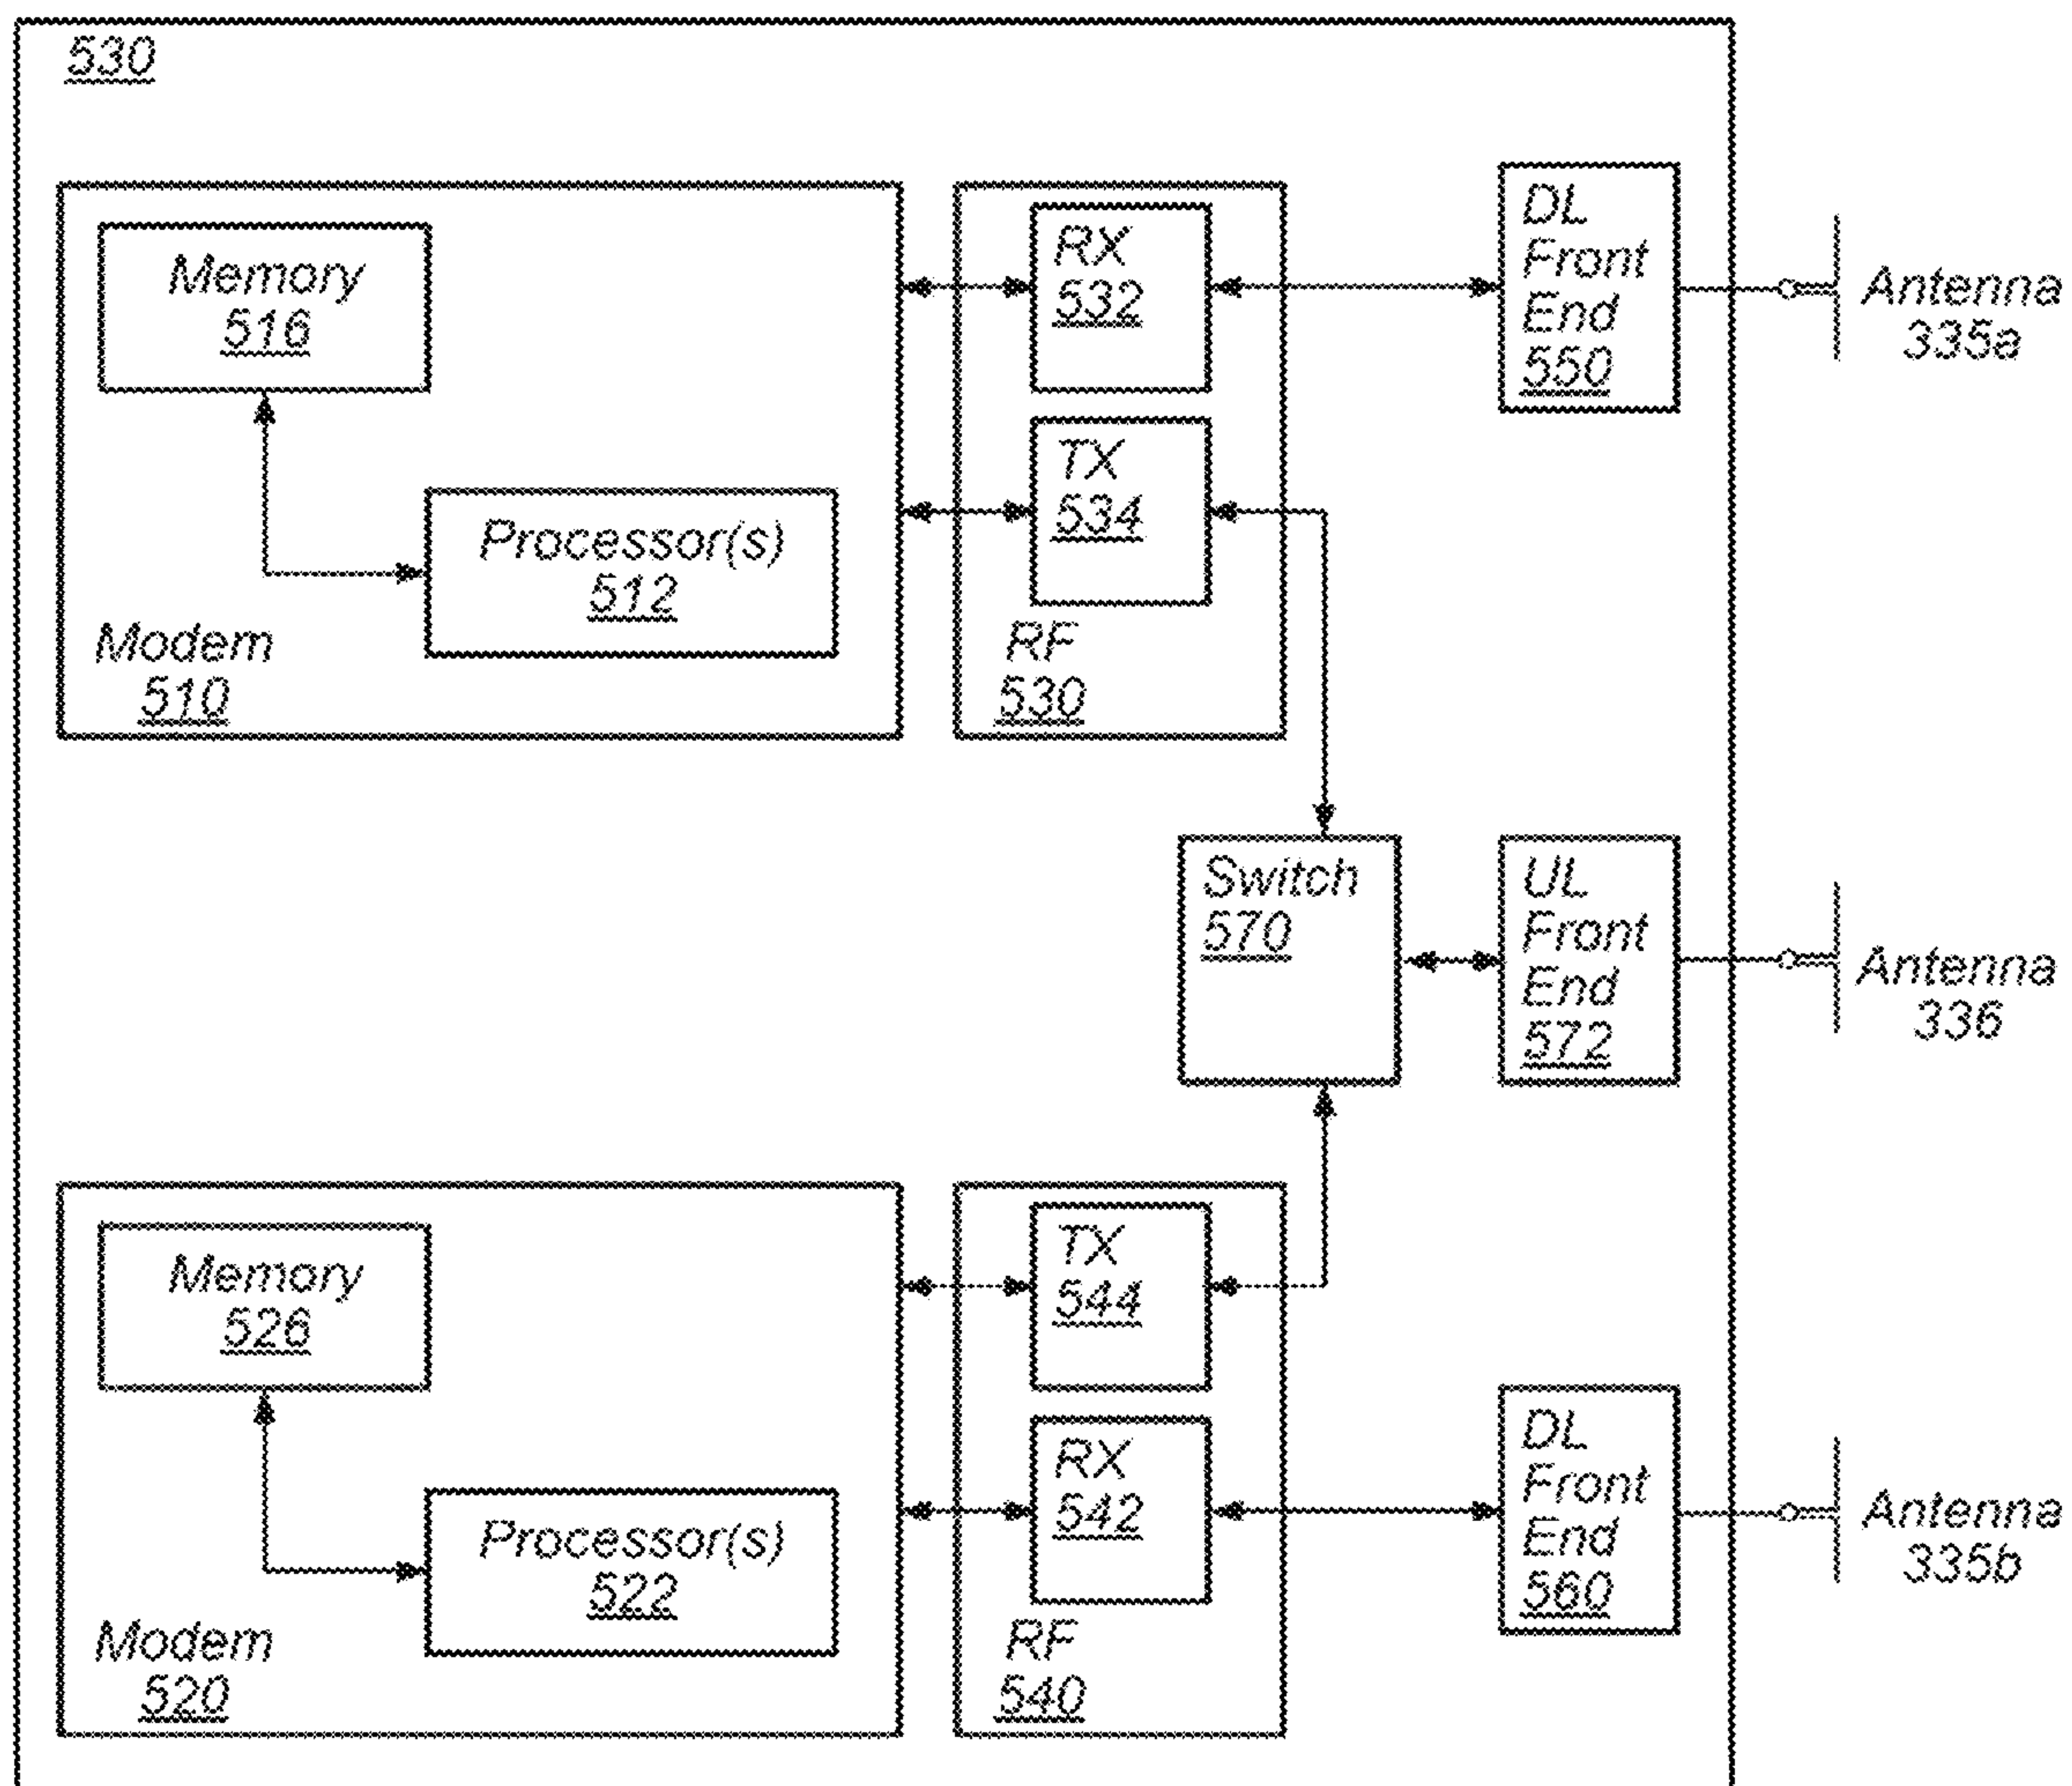 530
Memory
516
Processor(s)
512
Modem
510
RX
532
TX
534
RF
530
DL
Front
End
550
Antenna
335a
Switch
570
UL
Front
End
572
Antenna
336
Memory
526
Processor(s)
522
Modem
520
TX
544
RX
542
RF
540
DL
Front
End
560
Antenna
335b